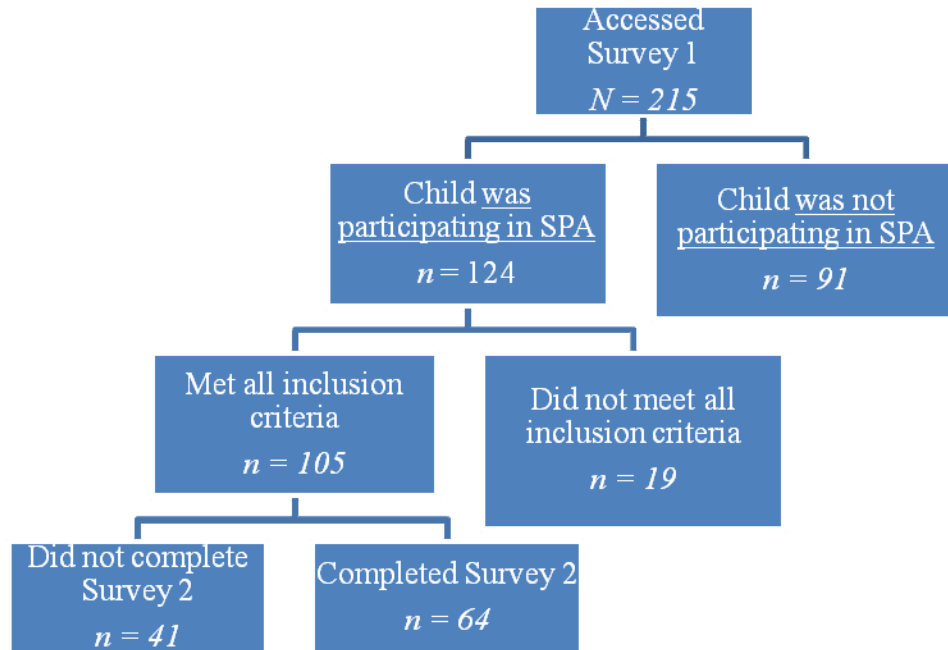 Accessed
Survey 1
N = 215
Child was
participating in SPA
n = 124
Child was not
participating in SPA
n = 91
Met all inclusion
criteria
n = 105
Did not meet all
inclusion criteria
n = 19
Did not complete
Survey 2
n = 41
Completed Survey 2
n = 64